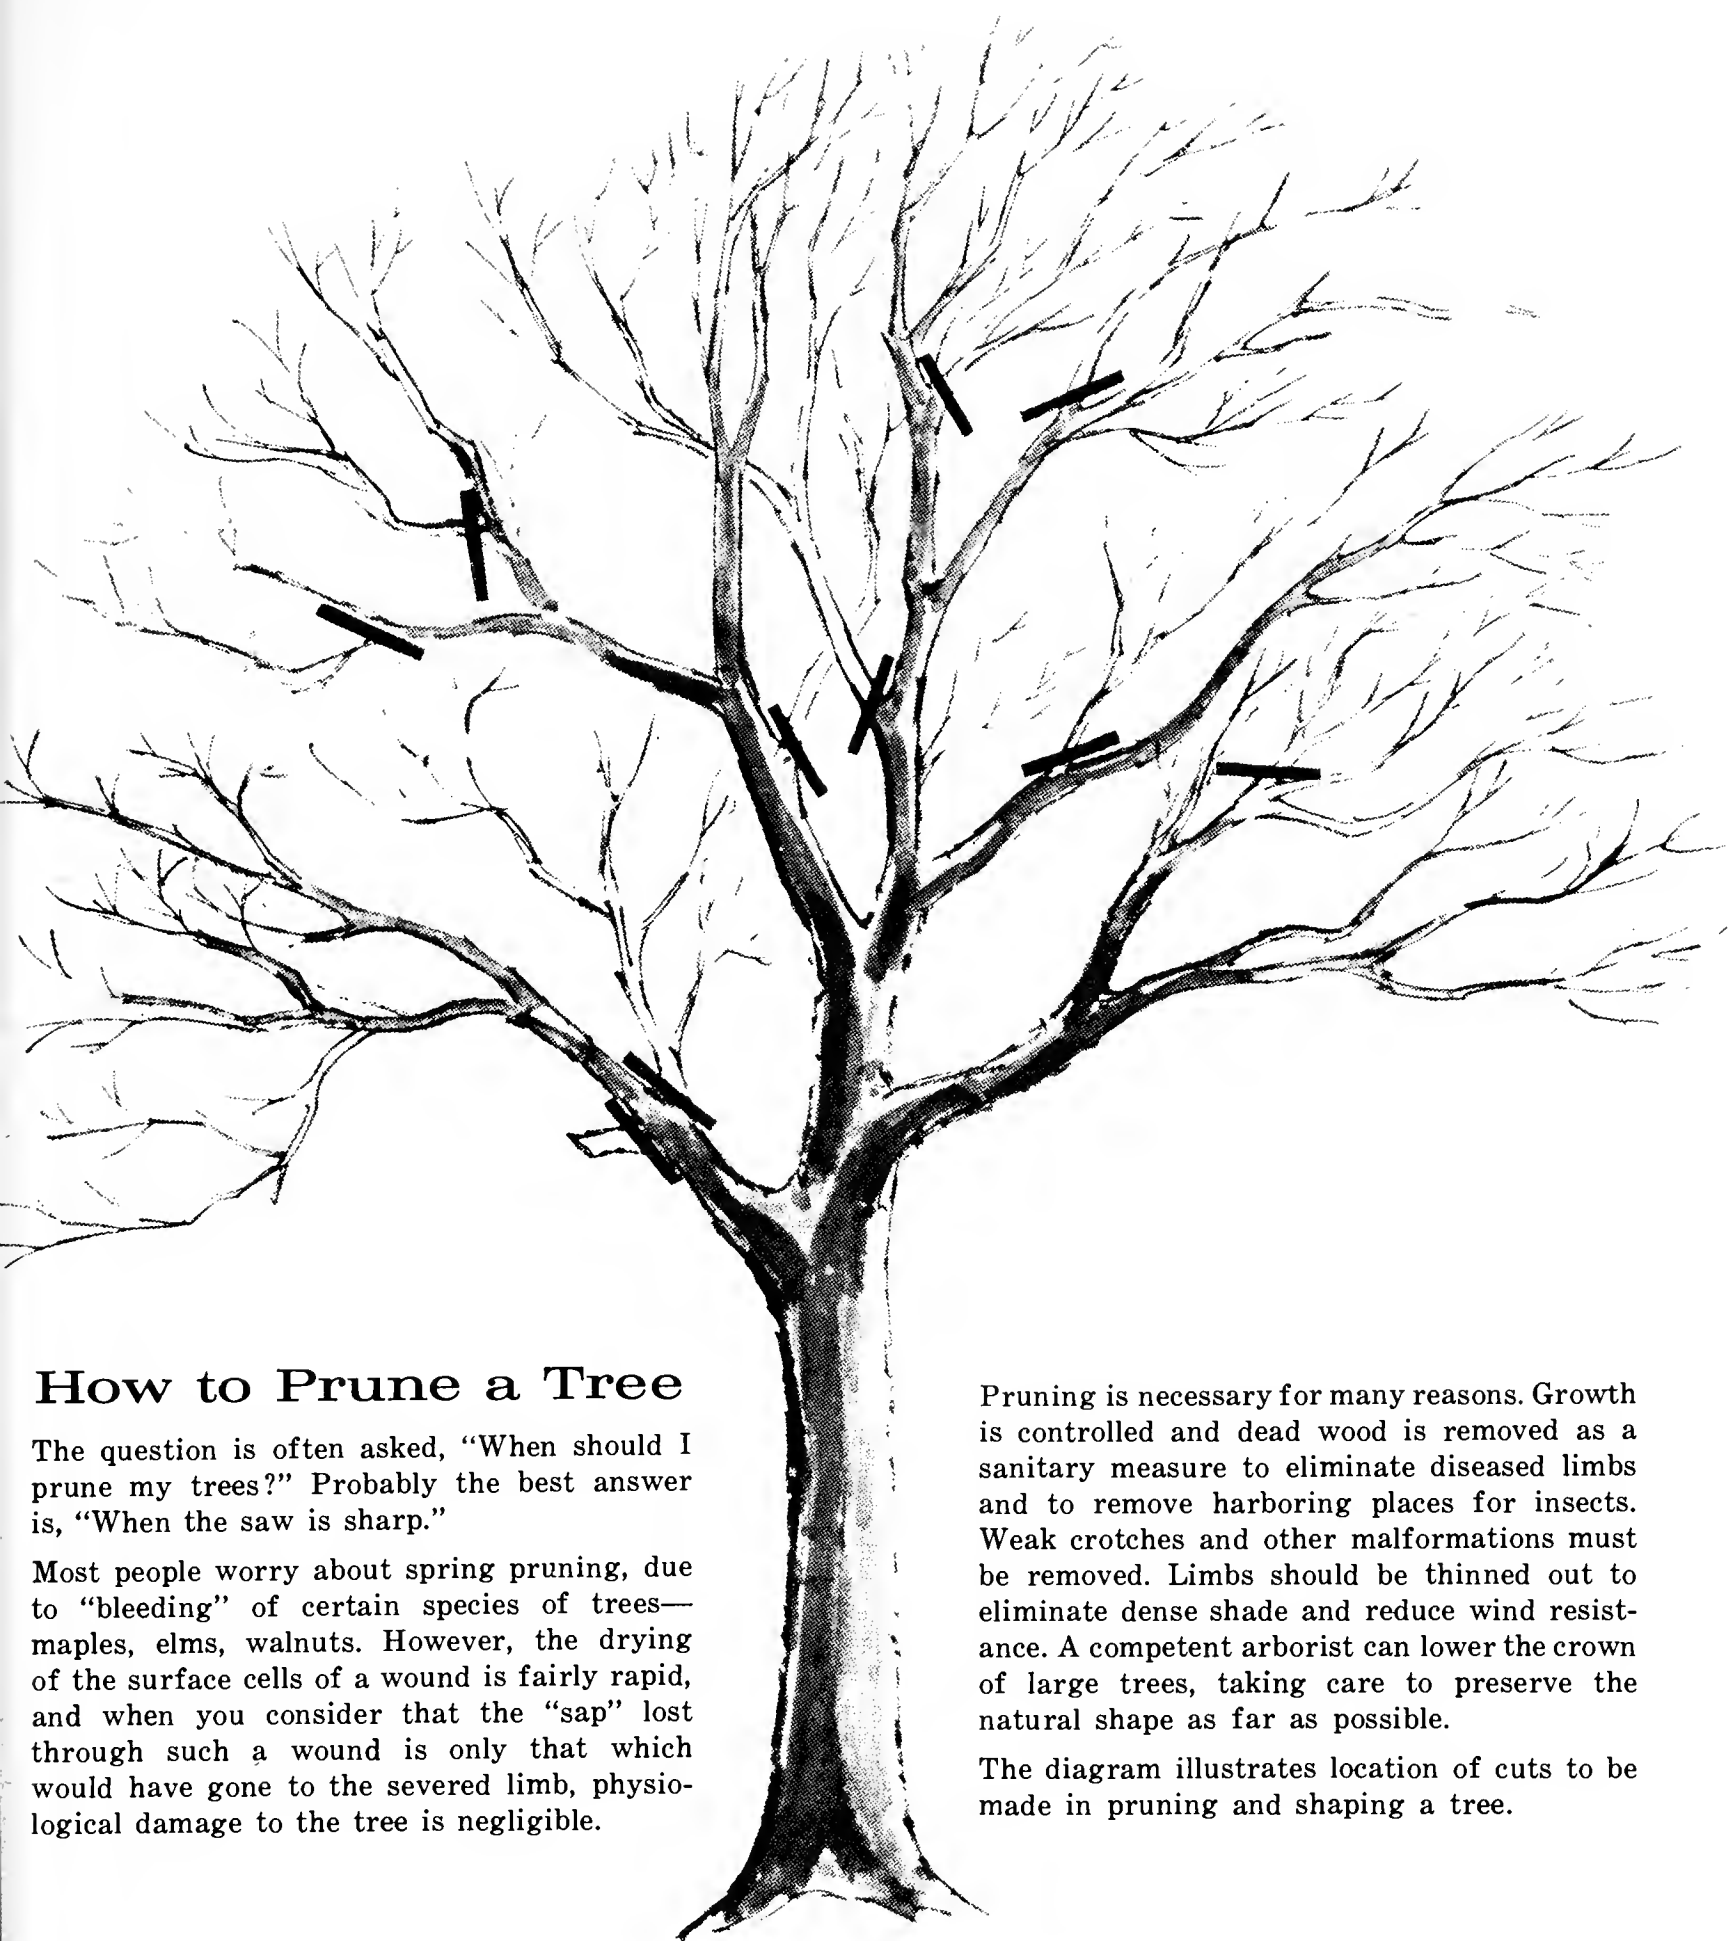 How to Prune a Tree
The question is often asked, “When should I
prune my trees?” Probably the best answer
is, “When the saw is sharp.”
Most people worry about spring pruning, due
to “bleeding” of certain species of trees—
maples, elms, walnuts. However, the drying
of the surface cells of a wound is fairly rapid,
and when you consider that the “sap” lost
through such a wound is only that which
would have gone to the severed limb, physio-
logical damage to the tree is negligible.
Pruning is necessary for many reasons. Growth
is controlled and dead wood is removed as a
sanitary measure to eliminate diseased limbs
and to remove harboring places for insects.
Weak crotches and other malformations must
be removed. Limbs should be thinned out to
eliminate dense shade and reduce wind resist-
ance. A competent arborist can lower the crown
of large trees, taking care to preserve the
natural shape as far as possible.
The diagram illustrates location of cuts to be
made in pruning and shaping a tree.